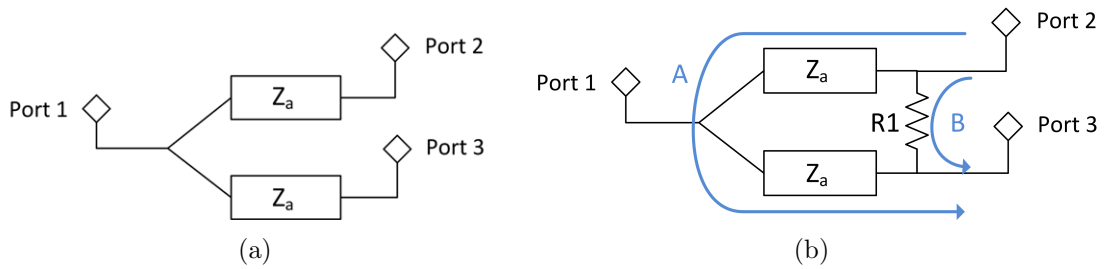 Port 2
Port 1
Zₐ
Port 3
Zₐ
(a)
Port 2
A
Port 1
Zₐ
R1
B
Port 3
Zₐ
(b)